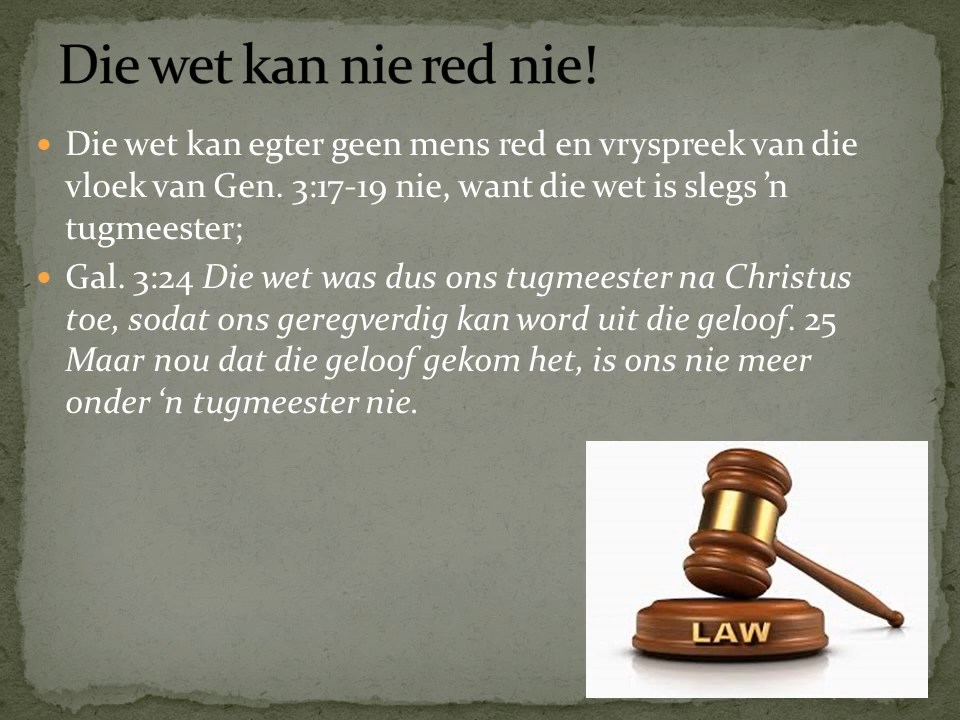 Die wet kan nie red nie!
Die wet kan egter geen mens red en vryspreek van die
vloek van Gen. 3:17-19 nie, want die wet is slegs ’n
tugmeester;
Gal. 3:24 Die wet was dus ons tugmeester na Christus
toe, sodat ons geregverdig kan word uit die geloof. 25
Maar nou dat die geloof gekom het, is ons nie meer
onder ‘n tugmeester nie.
LAW